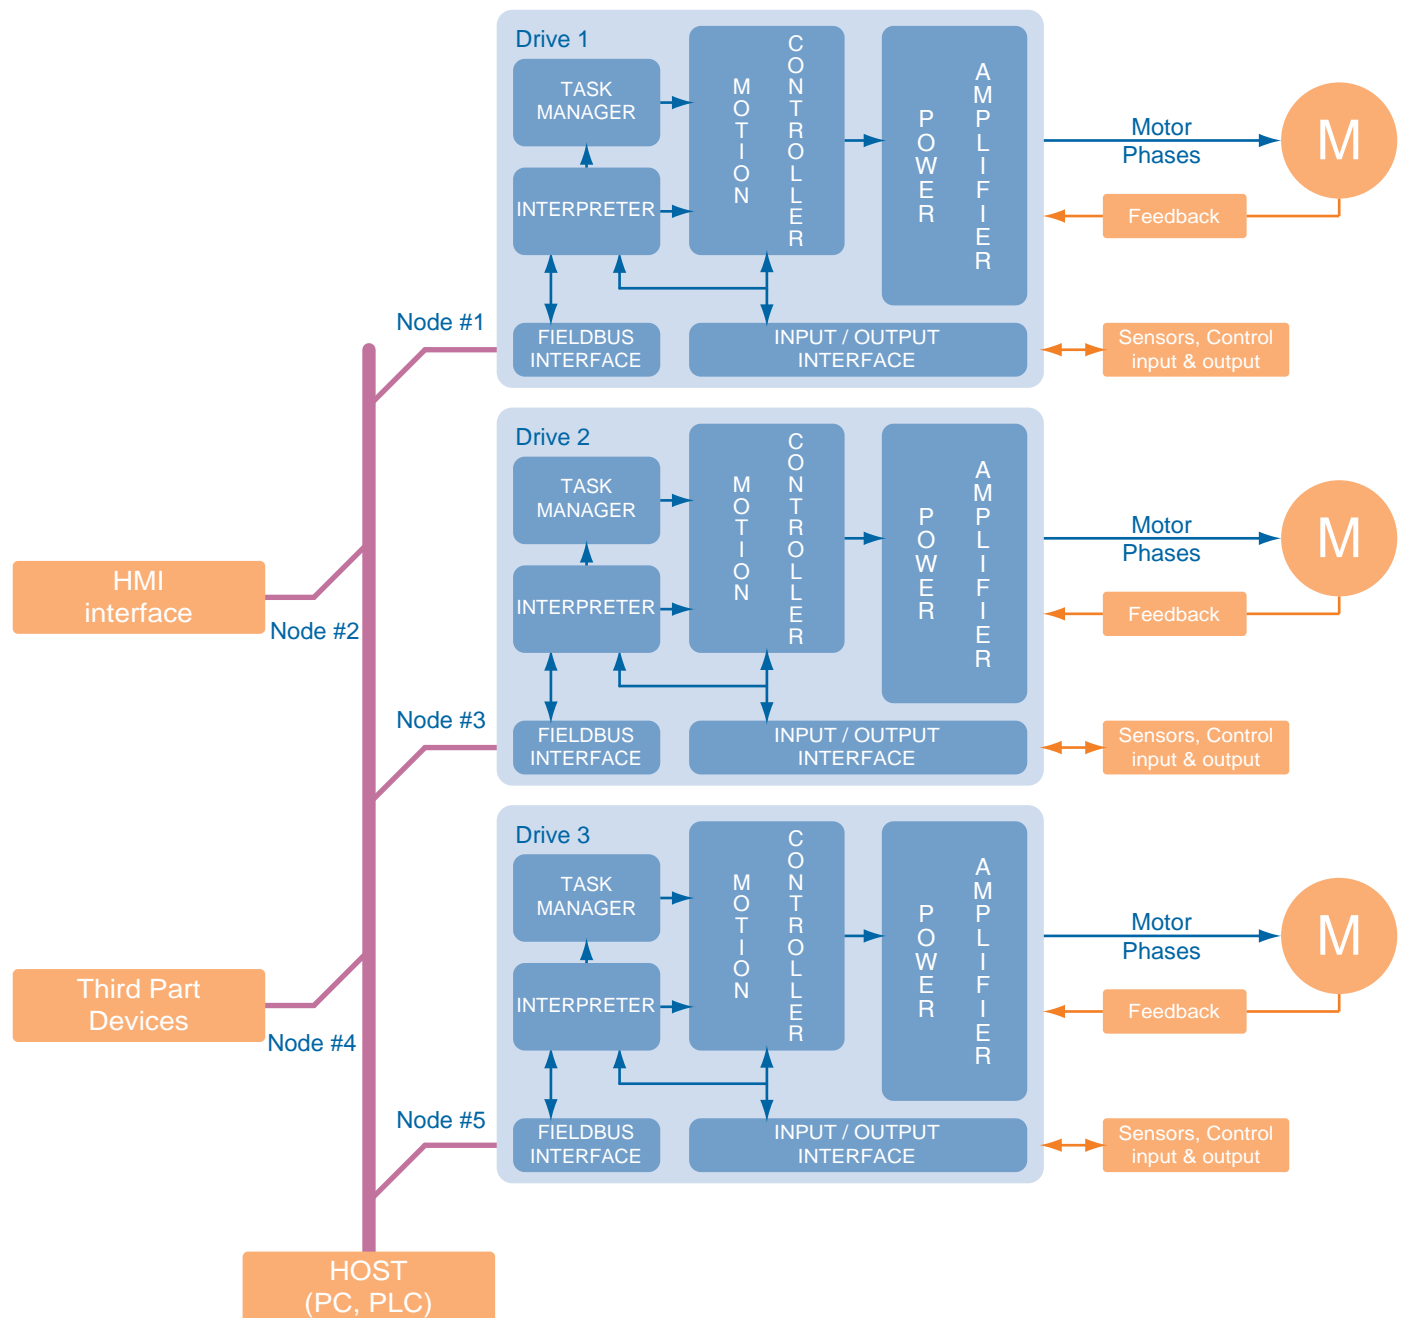 Drive 1
TASK
MANAGER
INTERPRETER
MOTION
CONTROLLER
POWER
AMPLIFIER
Motor
Phases
M
Feedback
Node #1
FIELDBUS
INTERFACE
INPUT / OUTPUT
INTERFACE
Sensors, Control
input & output
Drive 2
TASK
MANAGER
INTERPRETER
MOTION
CONTROLLER
POWER
AMPLIFIER
Motor
Phases
M
Feedback
HMI
interface
Node #2
Node #3
FIELDBUS
INTERFACE
INPUT / OUTPUT
INTERFACE
Sensors, Control
input & output
Drive 3
TASK
MANAGER
INTERPRETER
MOTION
CONTROLLER
POWER
AMPLIFIER
Motor
Phases
M
Feedback
Third Part
Devices
Node #4
Node #5
FIELDBUS
INTERFACE
INPUT / OUTPUT
INTERFACE
Sensors, Control
input & output
HOST
(PC, PLC)